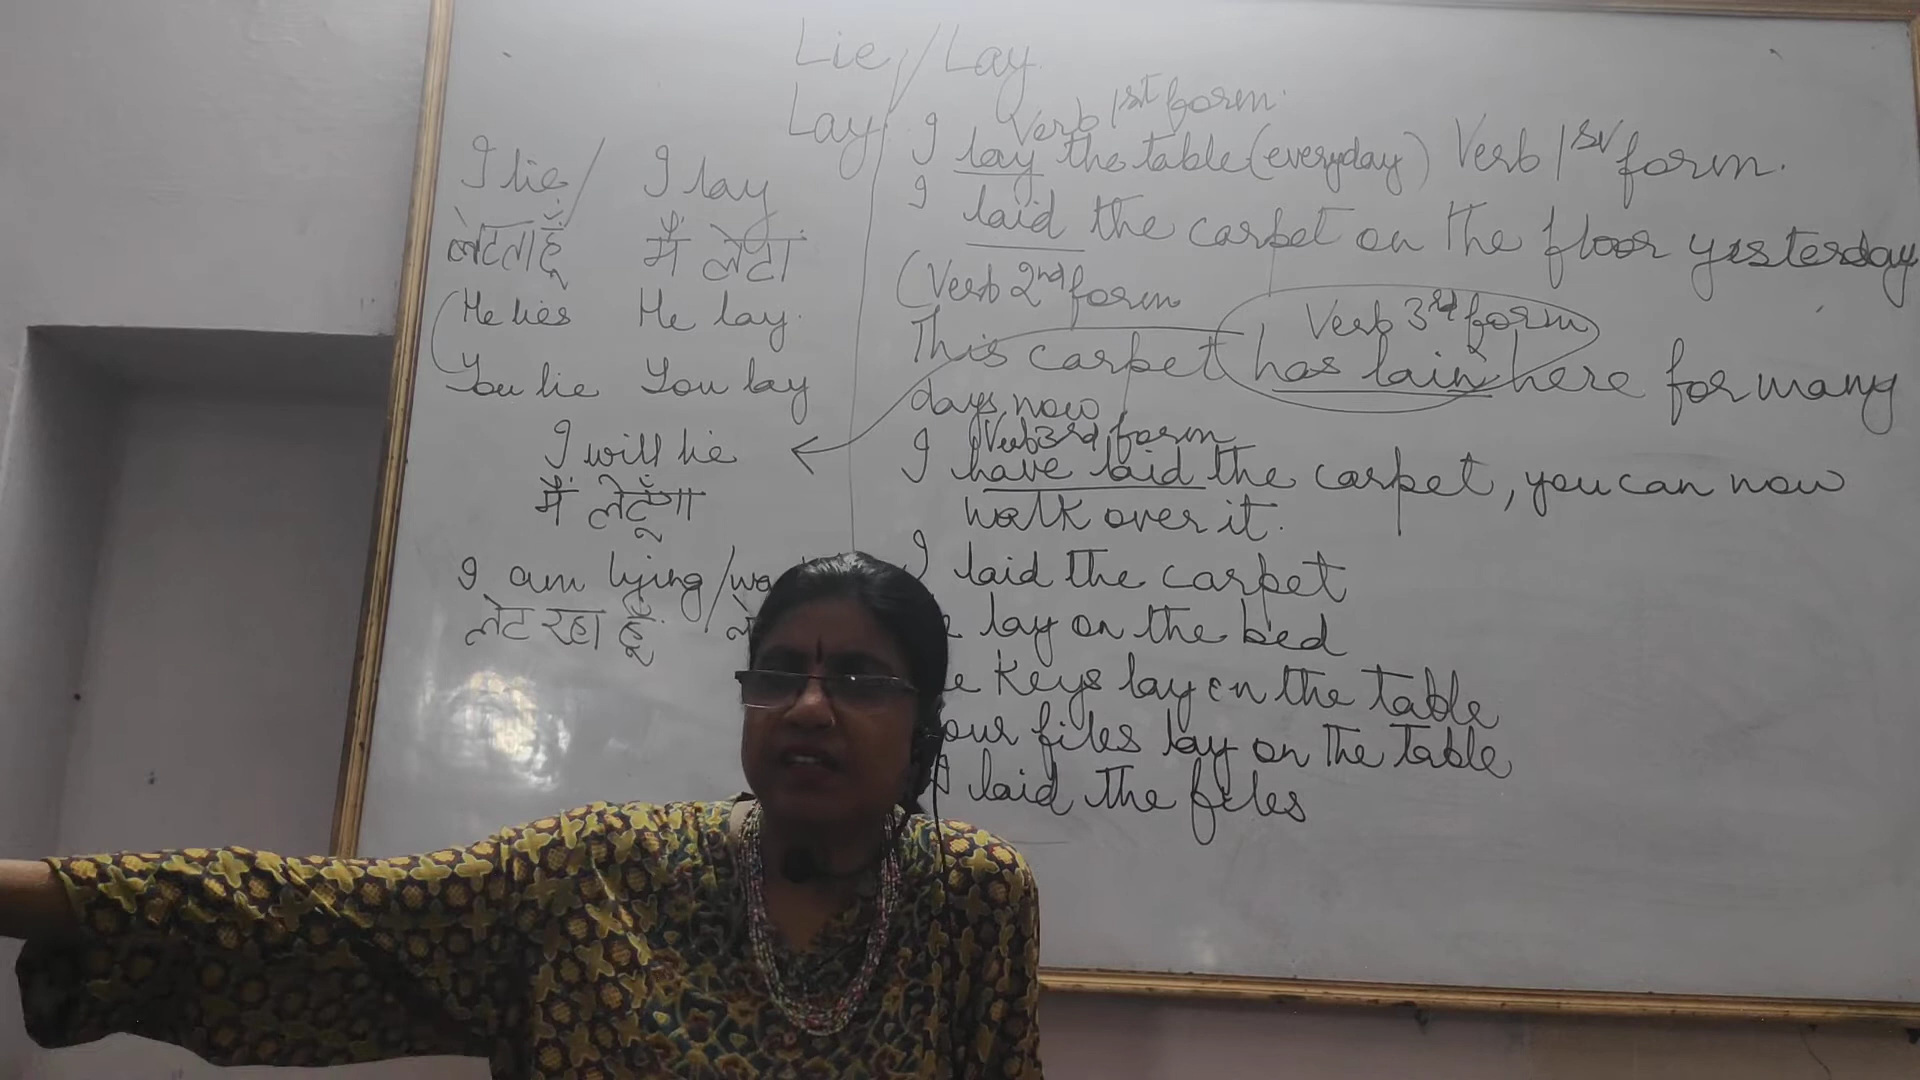 Lie / Lay
Lay
I lie / I lay
लेटता हूँ मैं लेटा
He lies He lay.
You lie You lay
I will lie
मैं लेटूँगा
I am lying /
लेट रहा हूँ
Verb 1st form.
I lay the table (everyday) Verb 1st form.
I laid the carpet on the floor yesterday
(Verb 2nd form
Verb 3rd form
This carpet has lain here for many
days now
Verb 3rd form
I have laid the carpet, you can now
walk over it.
I laid the carpet
lay on the bed
keys lay on the table
files lay on the table
I laid the files